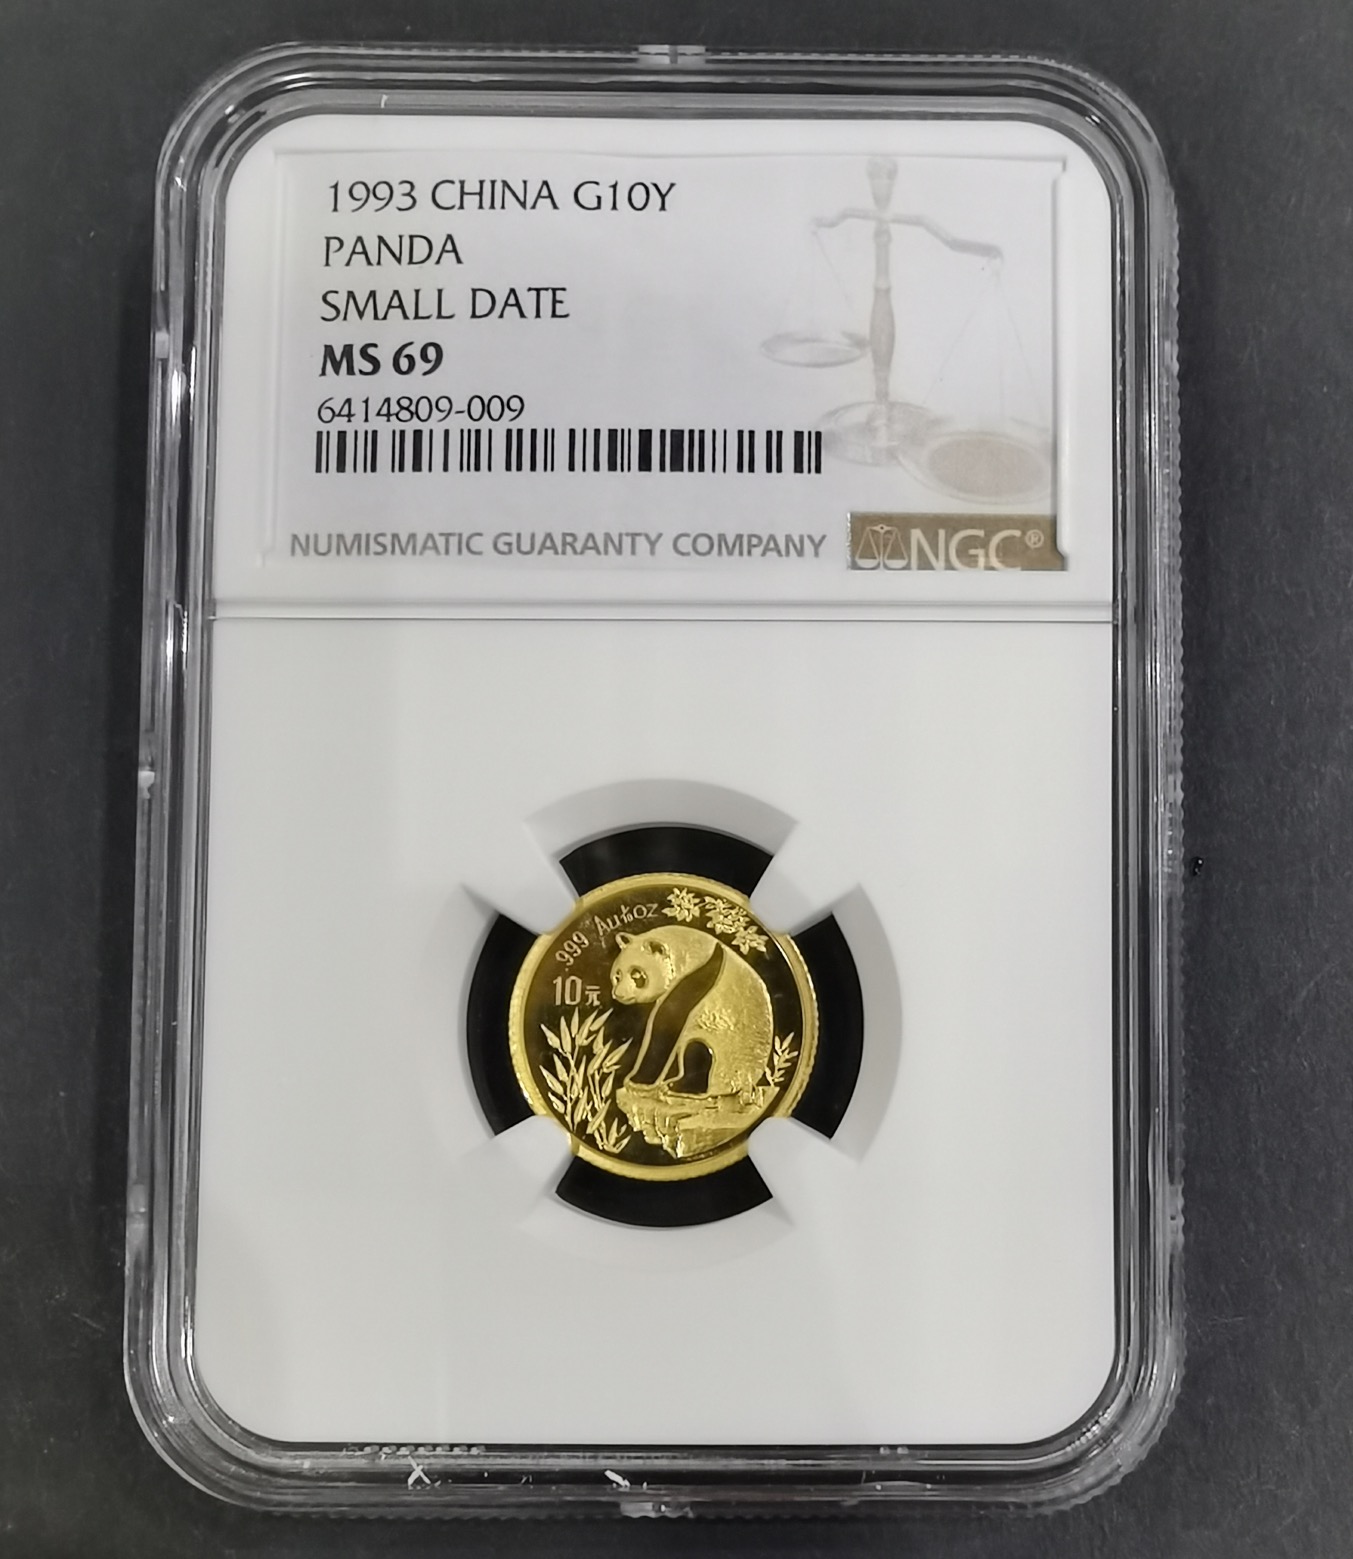 1993 CHINA G10Y
PANDA
SMALL DATE
MS 69
6414809-009
NUMISMATIC GUARANTY COMPANY
NGC®
.999 Au 1/10 OZ
10元